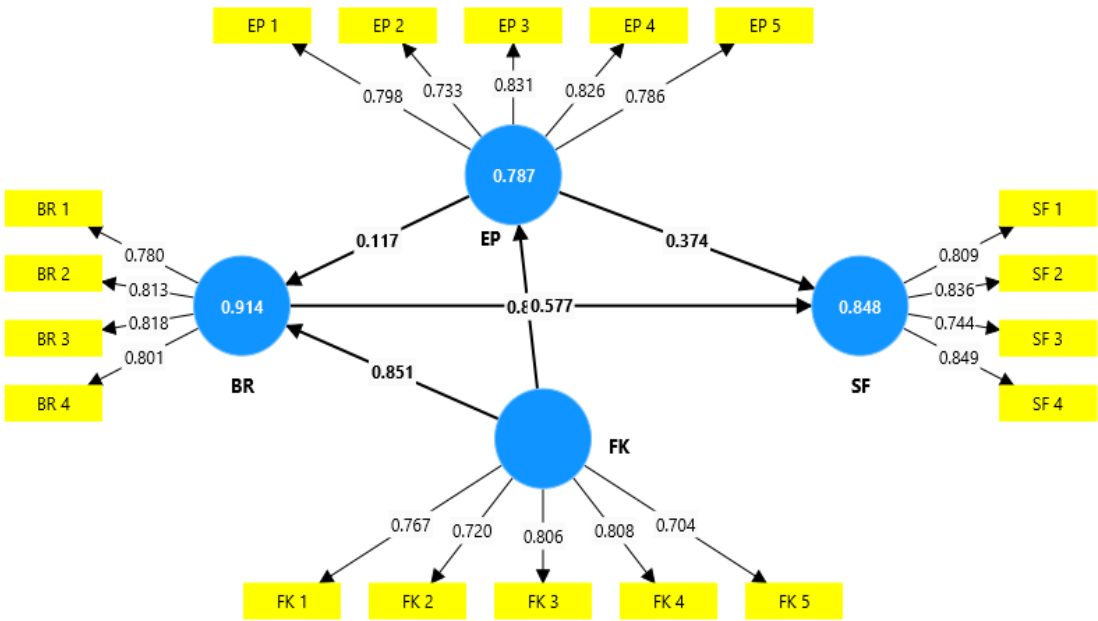 EP 1
EP 2
EP 3
EP 4
EP 5
0.798
0.733
0.831
0.826
0.786
0.787
EP
BR 1
BR 2
BR 3
BR 4
0.780
0.813
0.818
0.801
0.914
BR
0.117
0.374
0.577
0.851
SF 1
SF 2
SF 3
SF 4
0.809
0.836
0.744
0.849
0.848
SF
FK
0.767
0.720
0.806
0.808
0.704
FK 1
FK 2
FK 3
FK 4
FK 5